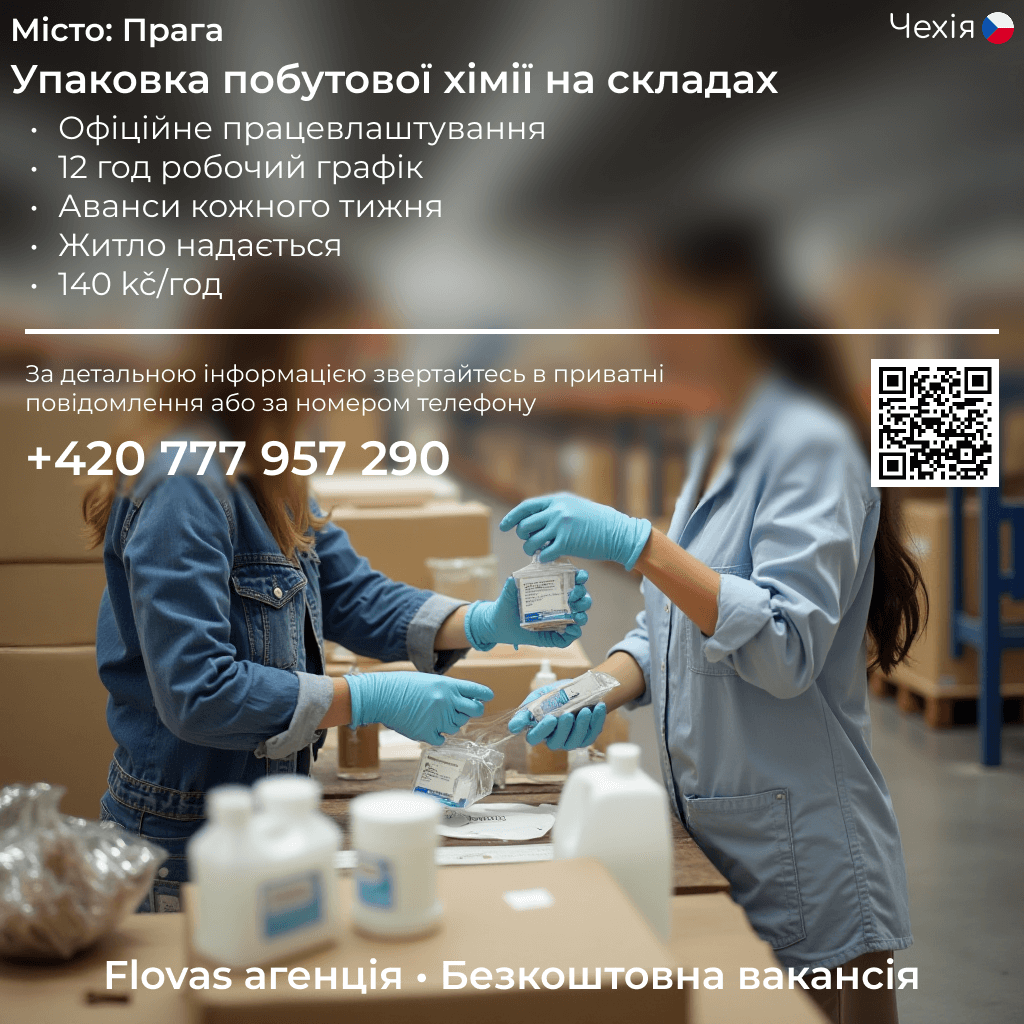 Місто: Прага
Чехія
Упаковка побутової хімії на складах
• Офіційне працевлаштування
• 12 год робочий графік
• Аванси кожного тижня
• Житло надається
• 140 kč/год
За детальною інформацією звертайтесь в приватні
повідомлення або за номером телефону
+420 777 957 290
Flovas агенція • Безкоштовна вакансія